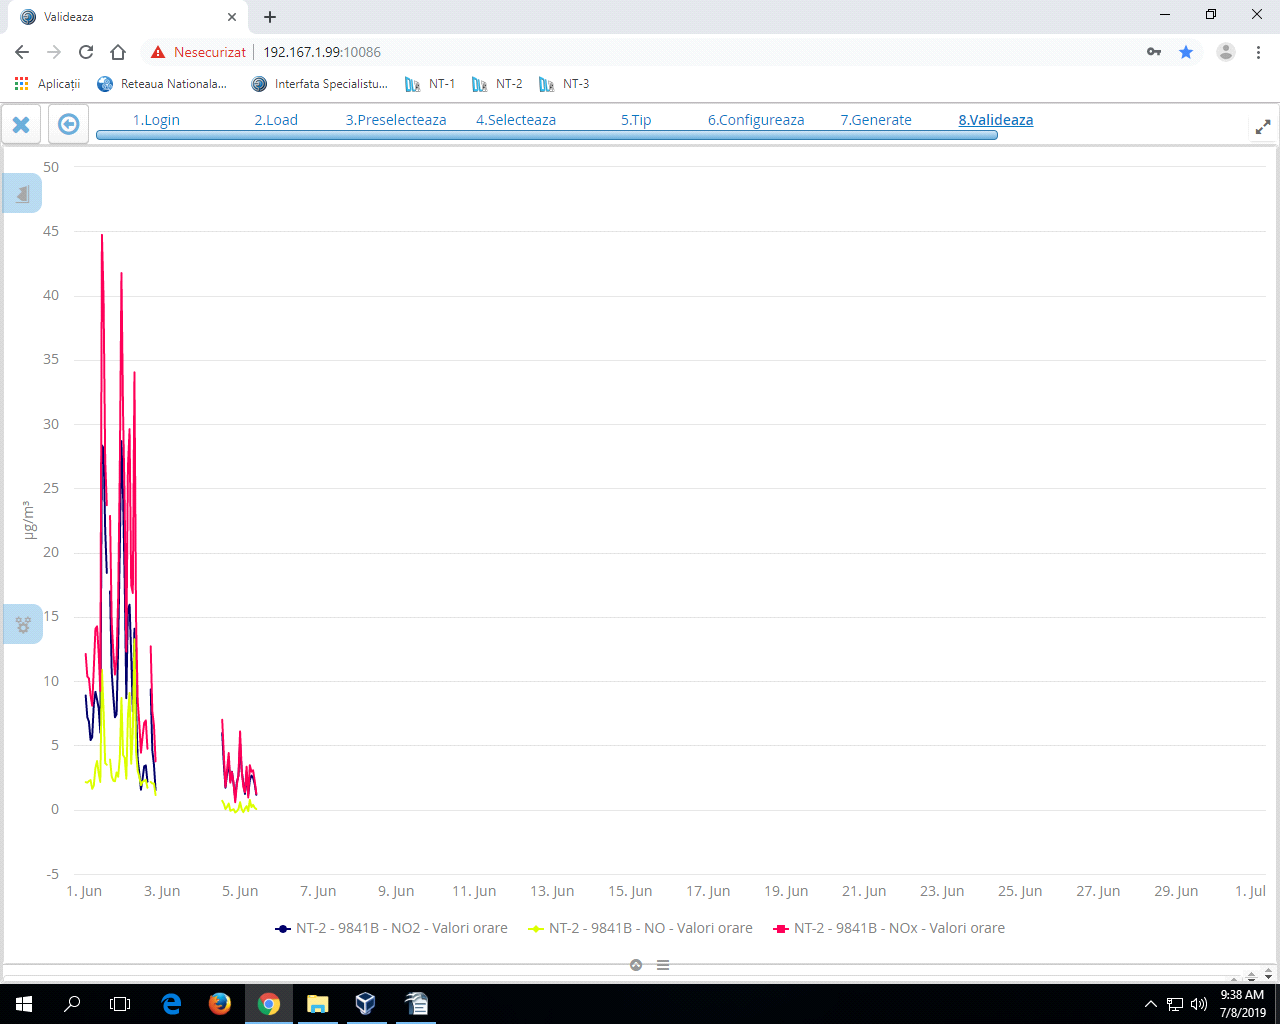 Valideaza
Nesecurizat 192.167.1.99:10086
Aplicații Reteaua Nationala... Interfata Specialistu... NT-1 NT-2 NT-3
1.Login 2.Load 3.Preselecteaza 4.Selecteaza 5.Tip 6.Configureaza 7.Generate 8.Valideaza
50
45
40
35
30
25
µg/m³
20
15
10
5
0
-5
1. Jun 3. Jun 5. Jun 7. Jun 9. Jun 11. Jun 13. Jun 15. Jun 17. Jun 19. Jun 21. Jun 23. Jun 25. Jun 27. Jun 29. Jun 1. Jul
NT-2 - 9841B - NO2 - Valori orare NT-2 - 9841B - NO - Valori orare NT-2 - 9841B - NOx - Valori orare
9:38 AM
7/8/2019